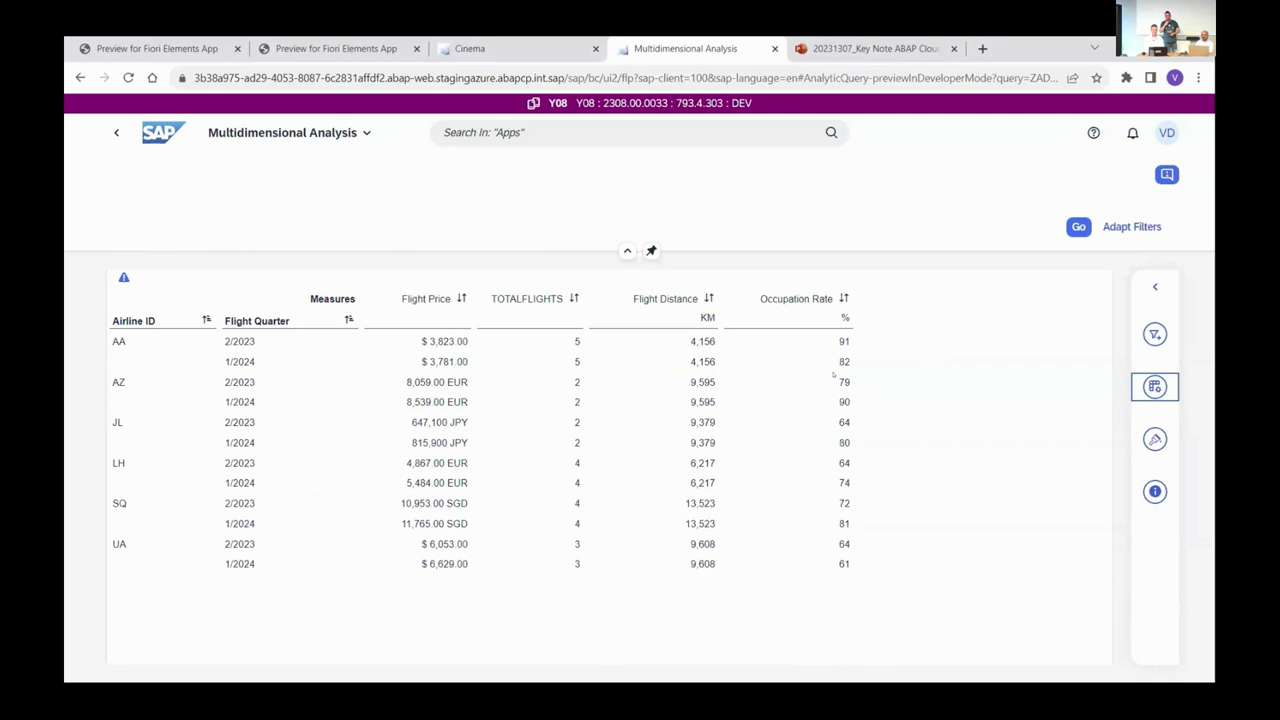 Preview for Fiori Elements App
Preview for Fiori Elements App
Cinema
Multidimensional Analysis
20231307_Key Note ABAP Clou
3b38a975-ad29-4053-8087-6c2831affdf2.abap-web.stagingazure.abapcp.int.sap/sap/bc/ui2/flp?sap-client=100&sap-language=en#AnalyticQuery-previewInDeveloperMode?query=ZAD...
V
Y08 Y08 : 2308.00.0033 : 793.4.303 : DEV
SAP Multidimensional Analysis
Search In: "Apps"
VD
Go Adapt Filters
Measures Flight Price TOTALFLIGHTS Flight Distance Occupation Rate
Airline ID Flight Quarter KM %
AA 2/2023 $ 3,823.00 5 4,156 91
1/2024 $ 3,781.00 5 4,156 82
AZ 2/2023 8,059.00 EUR 2 9,595 79
1/2024 8,539.00 EUR 2 9,595 90
JL 2/2023 647,100 JPY 2 9,379 64
1/2024 815,900 JPY 2 9,379 80
LH 2/2023 4,867.00 EUR 4 6,217 64
1/2024 5,484.00 EUR 4 6,217 74
SQ 2/2023 10,953.00 SGD 4 13,523 72
1/2024 11,765.00 SGD 4 13,523 81
UA 2/2023 $ 6,053.00 3 9,608 64
1/2024 $ 6,629.00 3 9,608 61